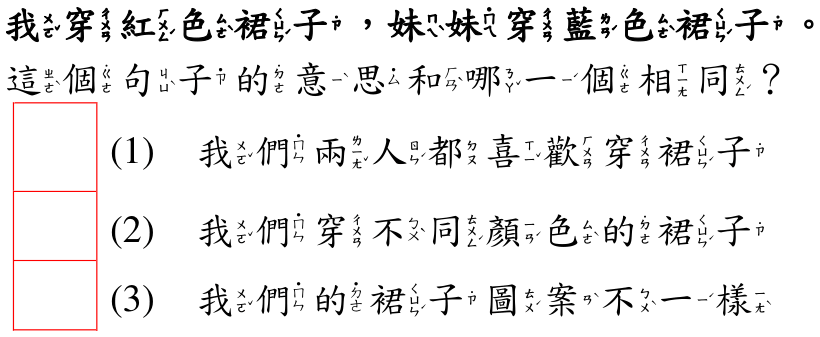 我穿紅色裙子，妹妹穿藍色裙子。
這個句子的意思和哪一個相同？
(1) 我們兩人都喜歡穿裙子
(2) 我們穿不同顏色的裙子
(3) 我們的裙子圖案不一樣